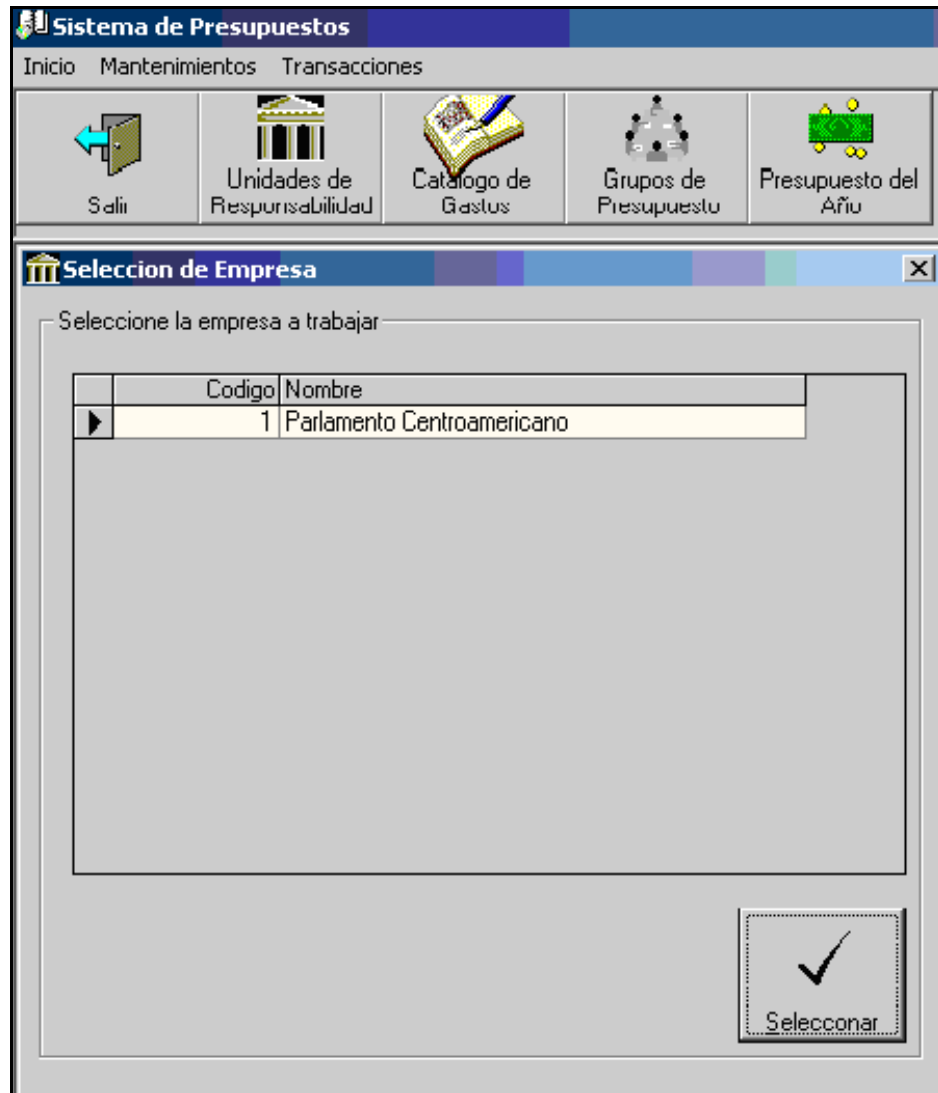 Sistema de Presupuestos
Inicio Mantenimientos Transacciones
Salir
Unidades de
Responsabilidad
Catálogo de
Gastos
Grupos de
Presupuesto
Presupuesto del
Año
Seleccion de Empresa
Seleccione la empresa a trabajar
Codigo Nombre
1 Parlamento Centroamericano
Selecconar